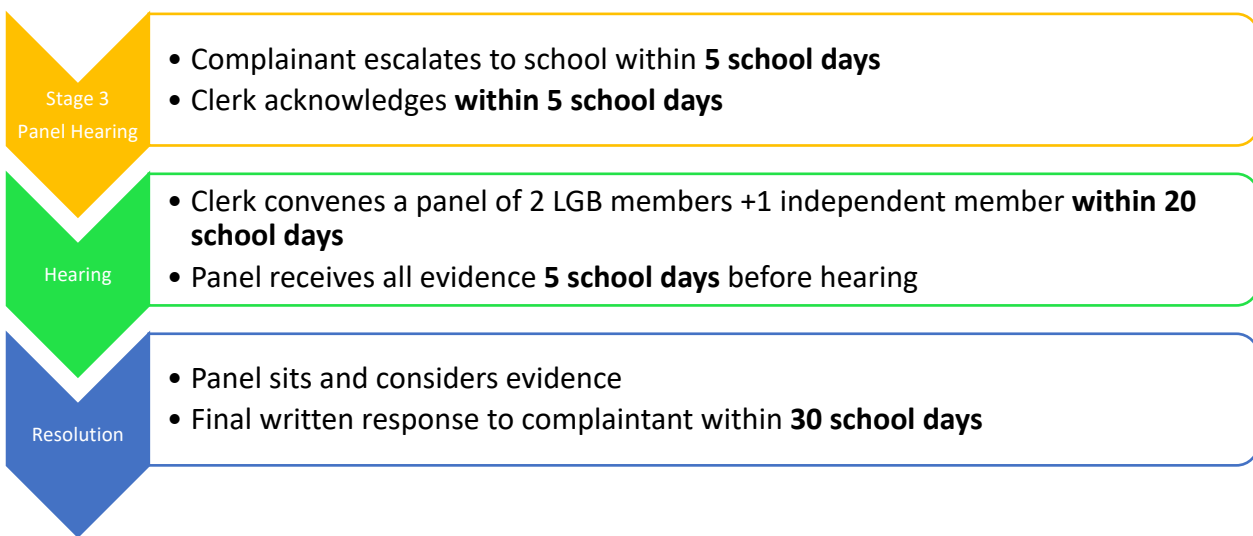 Stage 3
Panel Hearing
• Complainant escalates to school within 5 school days
• Clerk acknowledges within 5 school days
Hearing
• Clerk convenes a panel of 2 LGB members +1 independent member within 20
school days
• Panel receives all evidence 5 school days before hearing
Resolution
• Panel sits and considers evidence
• Final written response to complaintant within 30 school days